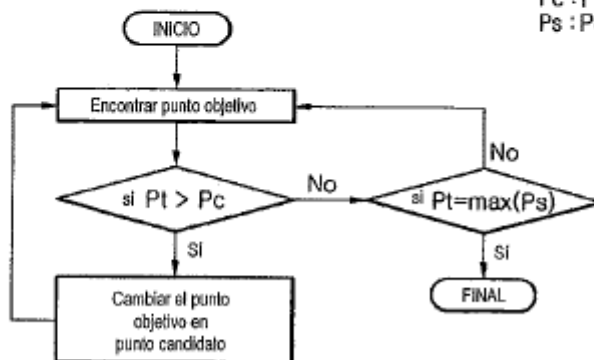 Ps : P
INICIO
Encontrar punto objetivo
si Pt > Pc
No
si Pt=max(Ps)
No
Sí
Sí
Cambiar el punto
objetivo en
punto candidato
FINAL